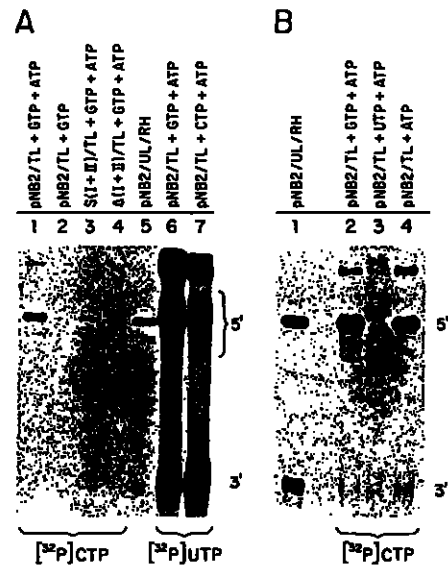 A
pNB2/TL + GTP + ATP
pNB2/TL + GTP
S(I+II)/TL + GTP + ATP
A(I+II)/TL + GTP + ATP
pNB2/UL/RH
pNB2/TL + GTP + ATP
pNB2/TL + CTP + ATP
1 2 3 4 5 6 7
5'
3'
[³²P]CTP [³²P]UTP
B
pNB2/UL/RH
pNB2/TL + GTP + ATP
pNB2/TL + UTP + ATP
pNB2/TL + ATP
1 2 3 4
5'
3'
[³²P]CTP